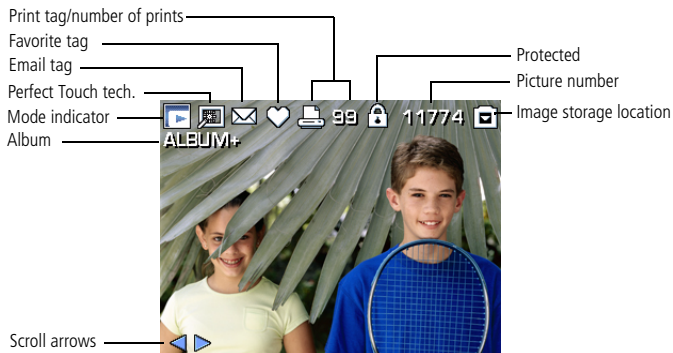 Print tag/number of prints
Favorite tag
Email tag
Perfect Touch tech.
Mode indicator
Album
Protected
Picture number
Image storage location
99 11774
ALBUM+
Scroll arrows